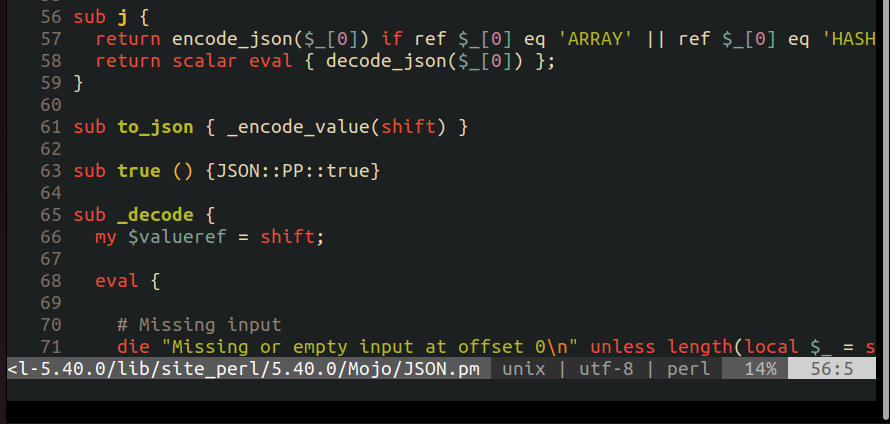 56 sub j {
57   return encode_json($_[0]) if ref $_[0] eq 'ARRAY' || ref $_[0] eq 'HASH
58   return scalar eval { decode_json($_[0]) };
59 }
60
61 sub to_json { _encode_value(shift) }
62
63 sub true () {JSON::PP::true}
64
65 sub _decode {
66   my $valueref = shift;
67
68   eval {
69
70     # Missing input
71     die "Missing or empty input at offset 0\n" unless length(local $_ = s
<l-5.40.0/lib/site_perl/5.40.0/Mojo/JSON.pm  unix | utf-8 | perl  14%  56:5